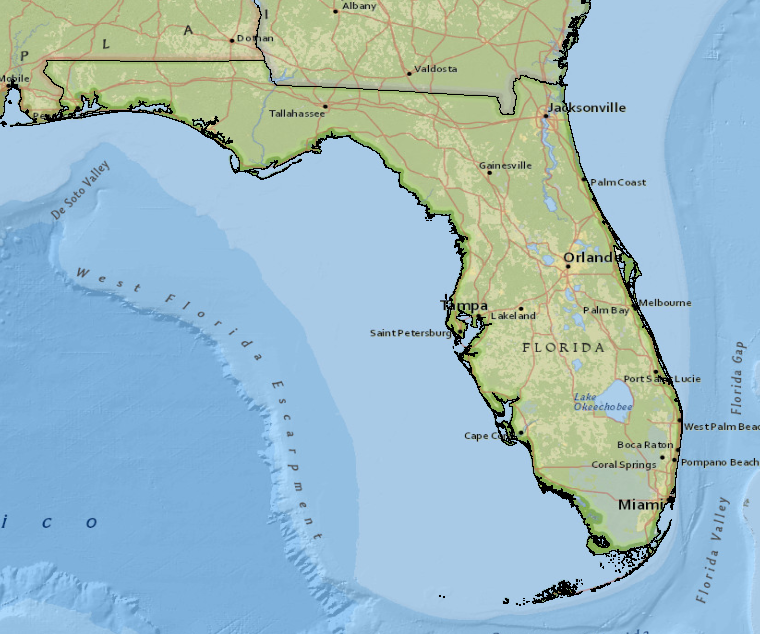 Albany
P L A I
Dothan
Valdosta
Mobile
Tallahassee
Jacksonville
Gainesville
De Soto Valley
Palm Coast
Orlando
West Florida Escarpment
Tampa
Lakeland
Melbourne
Palm Bay
Saint Petersburg
FLORIDA
Florida Gap
Port Saint Lucie
Lake
Okeechobee
West Palm Beac
Cape Co
Boca Raton
Coral Springs
Pompano Beach
Miami
ico
Florida Valley